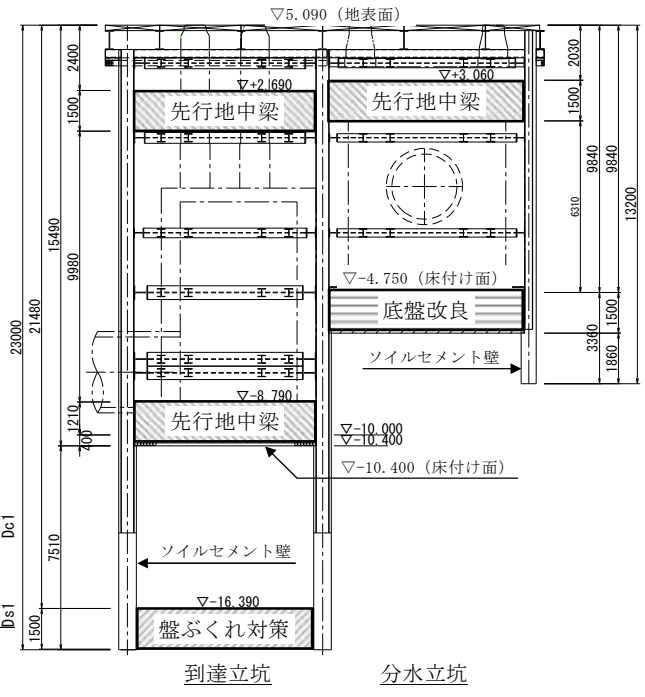 ▽5.090（地表面）
2400
2030
▽+2.690
▽+3.060
先行地中梁
先行地中梁
1500
1500
9840
9840
13200
6310
15490
9980
21480
23000
▽-4.750（床付け面）
底盤改良
1500
3360
1860
ソイルセメント壁
▽-8.790
先行地中梁
1210
400
▽-10.000
▽-10.400
▽-10.400（床付け面）
Dc1
7510
ソイルセメント壁
▽-16.390
Ds1
1500
盤ぶくれ対策
到達立坑
分水立坑